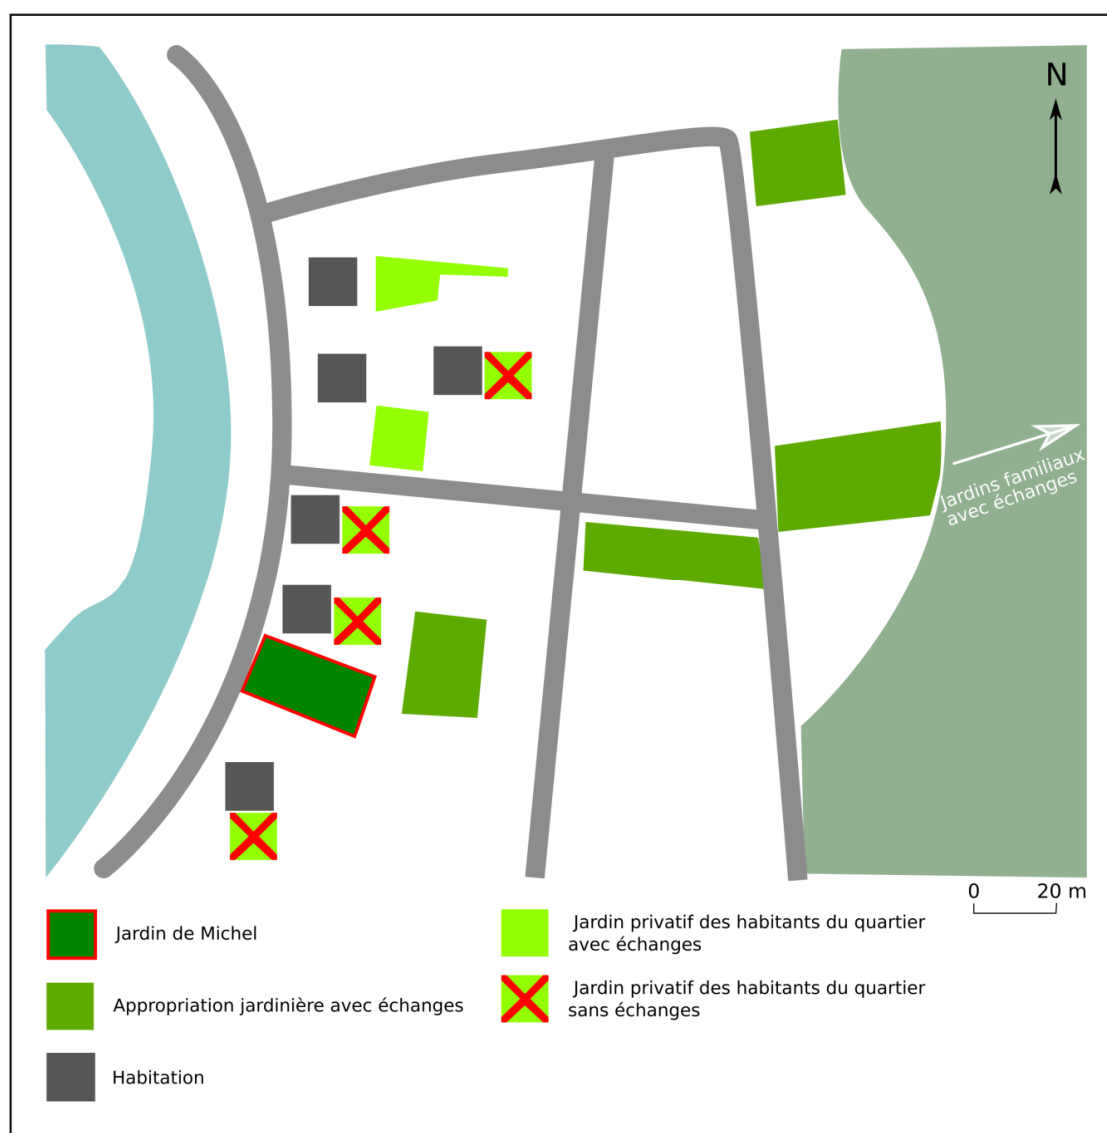 N
Jardins familiaux
avec échanges
0 20 m
Jardin de Michel
Appropriation jardinière avec échanges
Habitation
Jardin privatif des habitants du quartier
avec échanges
Jardin privatif des habitants du quartier
sans échanges